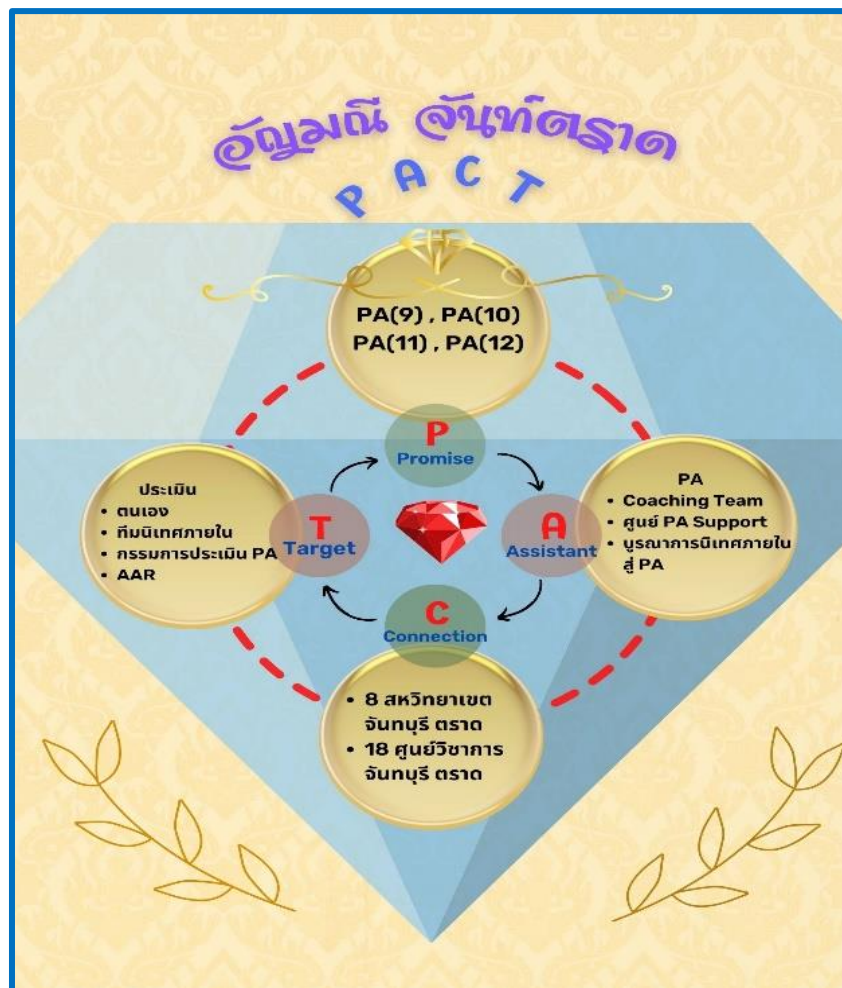 อัญมณี จันท์ตราด
PACT
PA(9) , PA(10)
PA(11) , PA(12)
P
Promise
ประเมิน
• ตนเอง
• ทีมนิเทศภายใน
• กรรมการประเมิน PA
• AAR
T
Target
A
Assistant
PA
• Coaching Team
• ศูนย์ PA Support
• บูรณาการนิเทศภายใน
สู่ PA
C
Connection
• 8 สหวิทยาเขต
จันทบุรี ตราด
• 18 ศูนย์วิชาการ
จันทบุรี ตราด